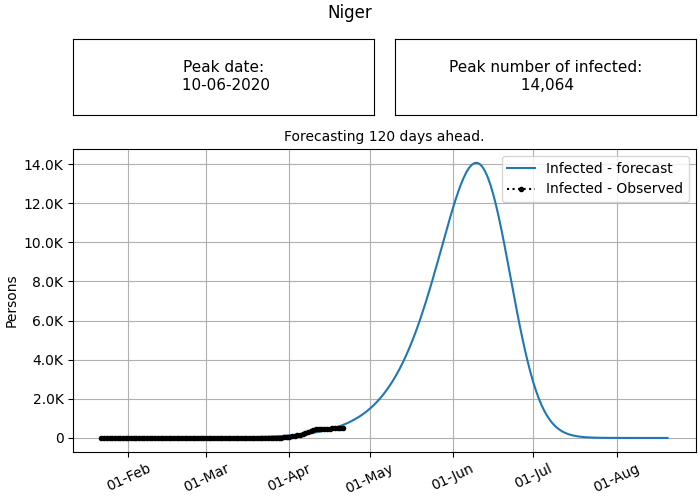 Niger
Peak date:
10-06-2020
Peak number of infected:
14,064
Forecasting 120 days ahead.
Infected - forecast
Infected - Observed
Persons
14.0K
12.0K
10.0K
8.0K
6.0K
4.0K
2.0K
0
01-Feb
01-Mar
01-Apr
01-May
01-Jun
01-Jul
01-Aug